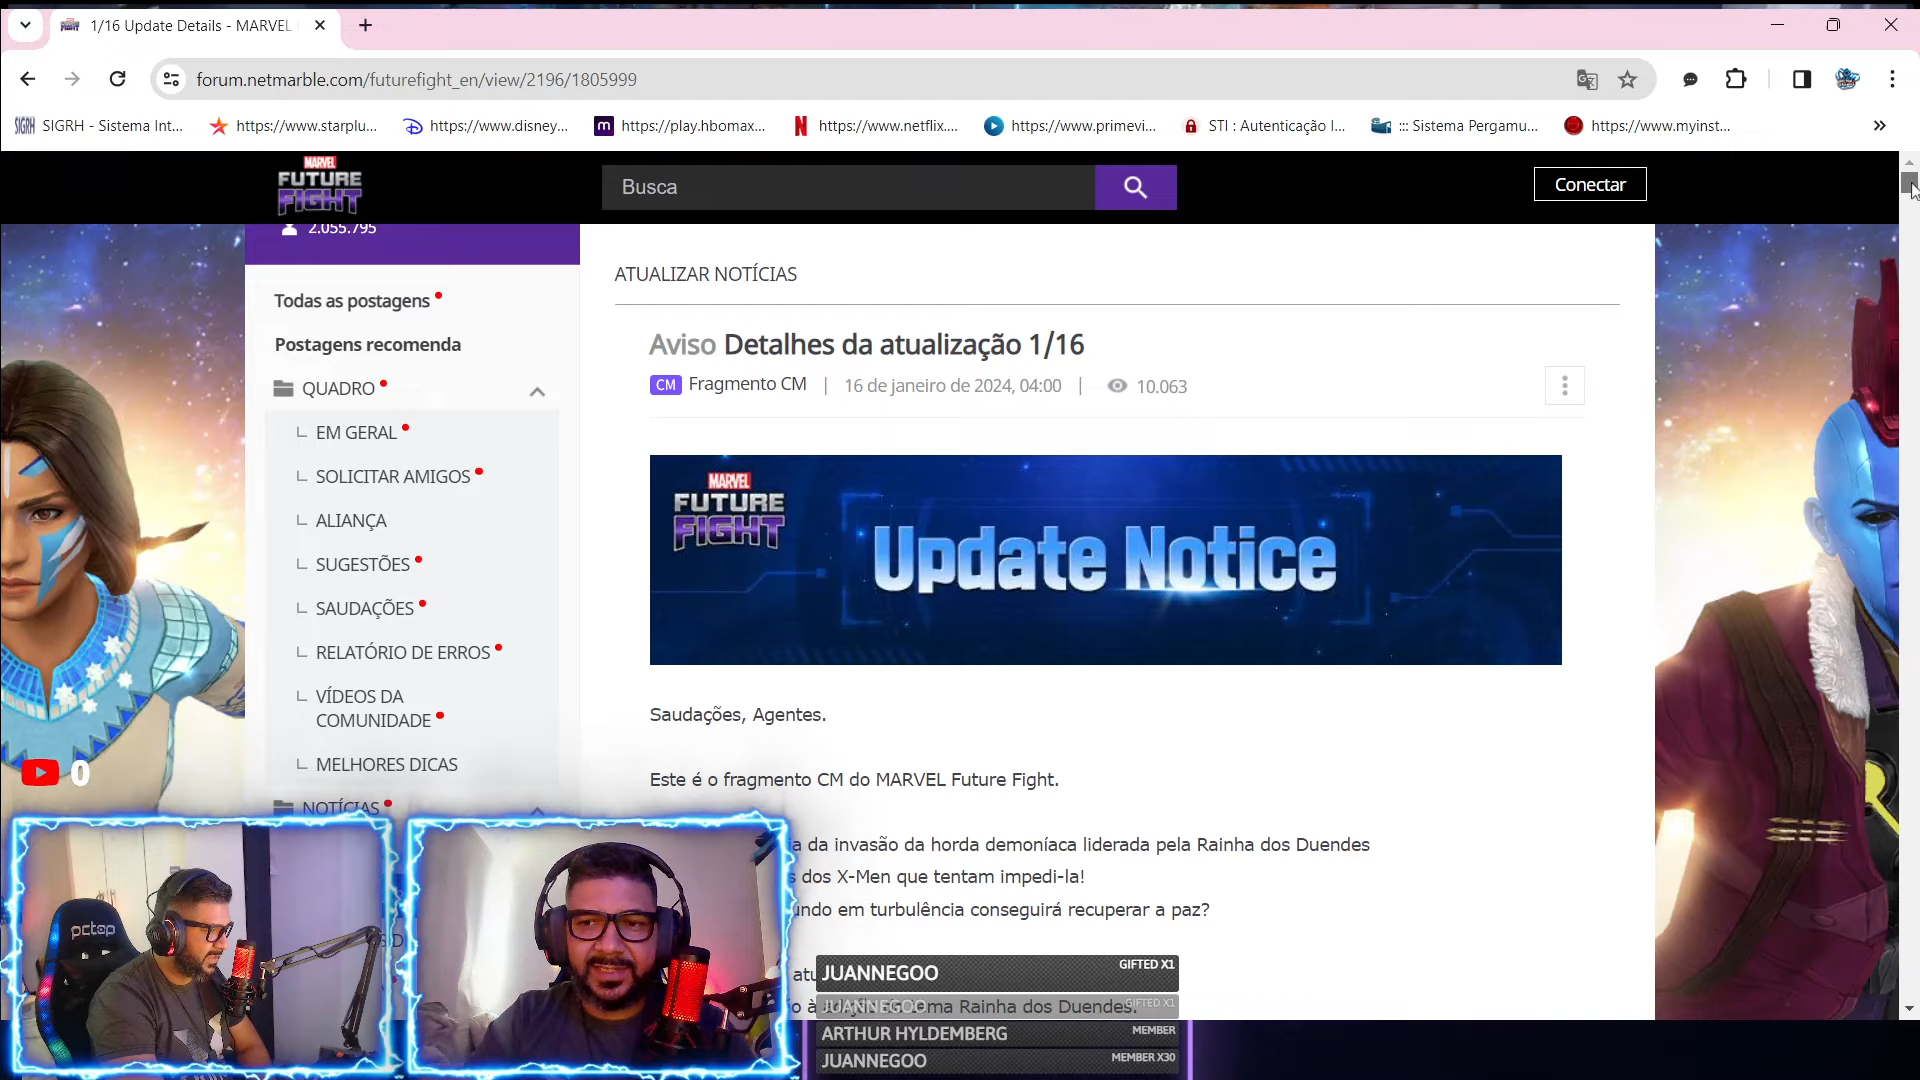 1/16 Update Details - MARVEL
forum.netmarble.com/futurefight_en/view/2196/1805999
SIGRH - Sistema Int...
https://www.starplu...
https://www.disney...
https://play.hbomax...
https://www.netflix....
https://www.primevi...
STI : Autenticação I...
::: Sistema Pergamu...
https://www.myinst...
MARVEL
FUTURE
FIGHT
Busca
Conectar
2.055.795
Todas as postagens
Postagens recomenda
QUADRO
EM GERAL
SOLICITAR AMIGOS
ALIANÇA
SUGESTÕES
SAUDAÇÕES
RELATÓRIO DE ERROS
VÍDEOS DA
COMUNIDADE
MELHORES DICAS
NOTÍCIAS
ATUALIZAR NOTÍCIAS
Aviso Detalhes da atualização 1/16
CM Fragmento CM | 16 de janeiro de 2024, 04:00 | 10.063
MARVEL
FUTURE
FIGHT
Update Notice
Saudações, Agentes.
Este é o fragmento CM do MARVEL Future Fight.
da invasão da horda demoníaca liderada pela Rainha dos Duendes
dos X-Men que tentam impedi-la!
em turbulência conseguirá recuperar a paz?
uma Rainha dos Duendes.
0
pctop
JUANNEGOO GIFTED X1
JUANNEGOO GIFTED X1
ARTHUR HYLDEMBERG MEMBER
JUANNEGOO MEMBER X30